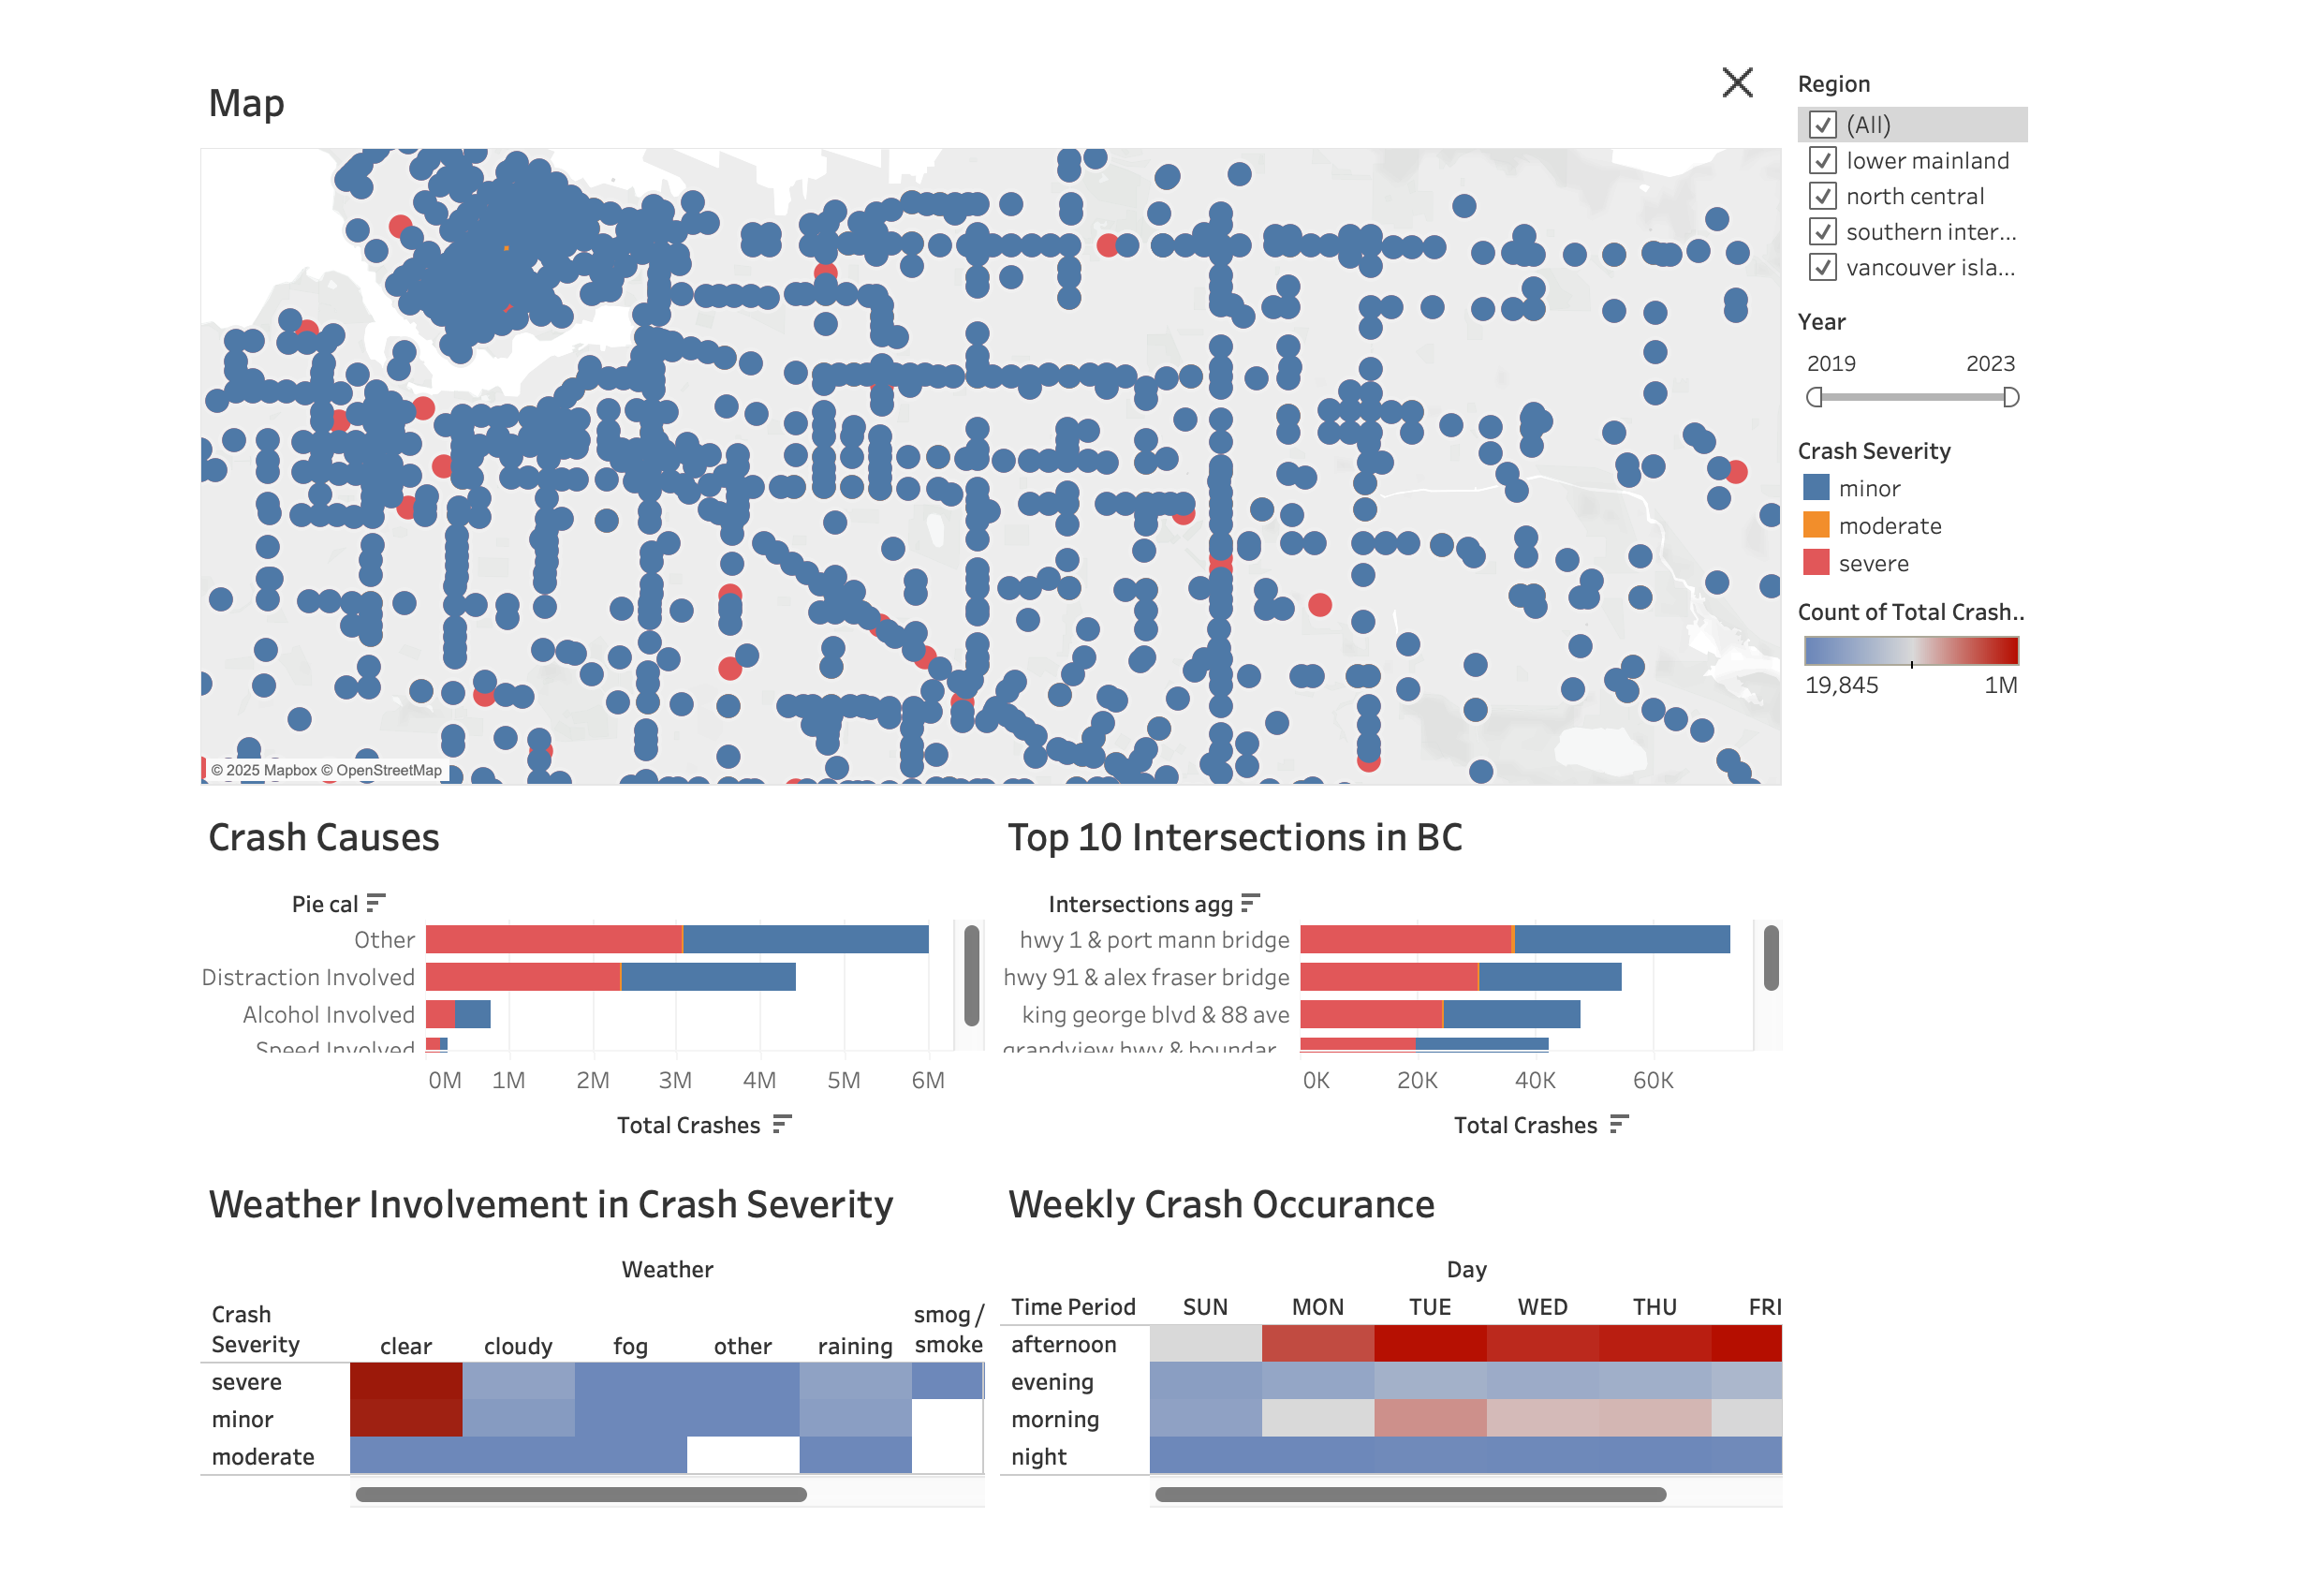 Map
© 2025 Mapbox © OpenStreetMap
Region
(All)
lower mainland
north central
southern inter...
vancouver isla...
Year
2019 2023
Crash Severity
minor
moderate
severe
Count of Total Crash..
19,845 1M
Crash Causes
Pie cal
Other
Distraction Involved
Alcohol Involved
Speed Involved
0M 1M 2M 3M 4M 5M 6M
Total Crashes
Top 10 Intersections in BC
Intersections agg
hwy 1 & port mann bridge
hwy 91 & alex fraser bridge
king george blvd & 88 ave
grandview hwy & boundar..
0K 20K 40K 60K
Total Crashes
Weather Involvement in Crash Severity
Weather
Crash
Severity
clear cloudy fog other raining smog / smoke
severe
minor
moderate
Weekly Crash Occurance
Day
Time Period SUN MON TUE WED THU FRI
afternoon
evening
morning
night